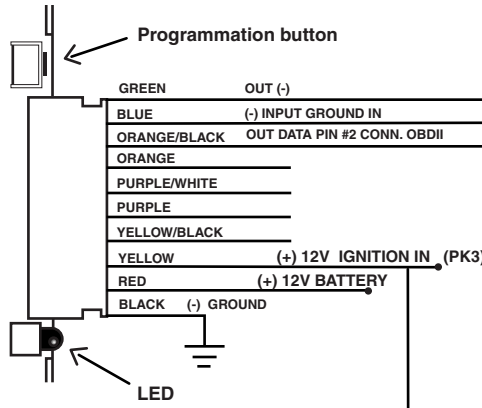 Programmation button
GREEN OUT (-)
BLUE (-) INPUT GROUND IN
ORANGE/BLACK OUT DATA PIN #2 CONN. OBDII
ORANGE
PURPLE/WHITE
PURPLE
YELLOW/BLACK
YELLOW (+) 12V IGNITION IN (PK3)
RED (+) 12V BATTERY
BLACK (-) GROUND
LED